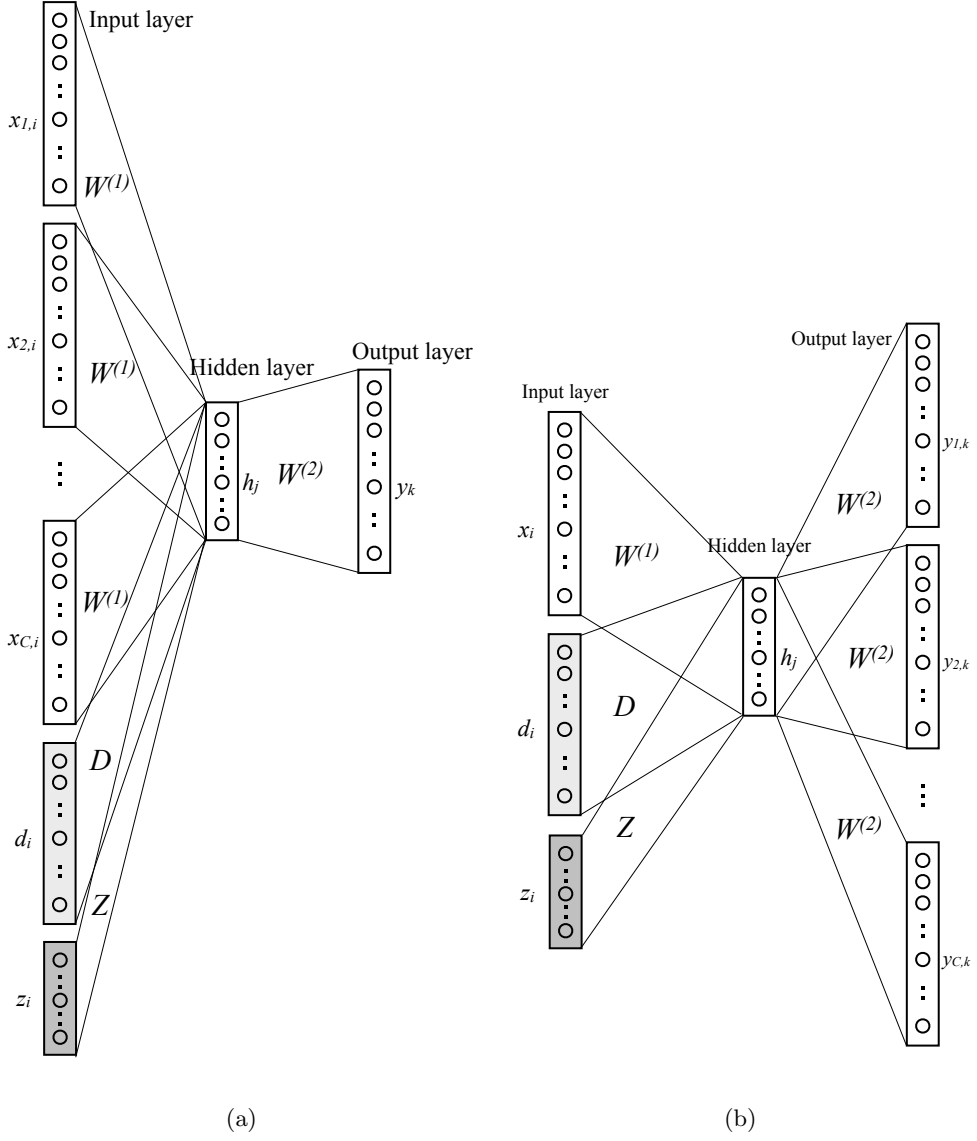 Input layer
x1,i
W(1)
x2,i
W(1)
Hidden layer
Output layer
hj
W(2)
yk
xC,i
W(1)
di
D
zi
Z
(a)
Output layer
Input layer
y1,k
W(2)
xi
W(1)
Hidden layer
hj
W(2)
y2,k
di
D
zi
Z
W(2)
yC,k
(b)